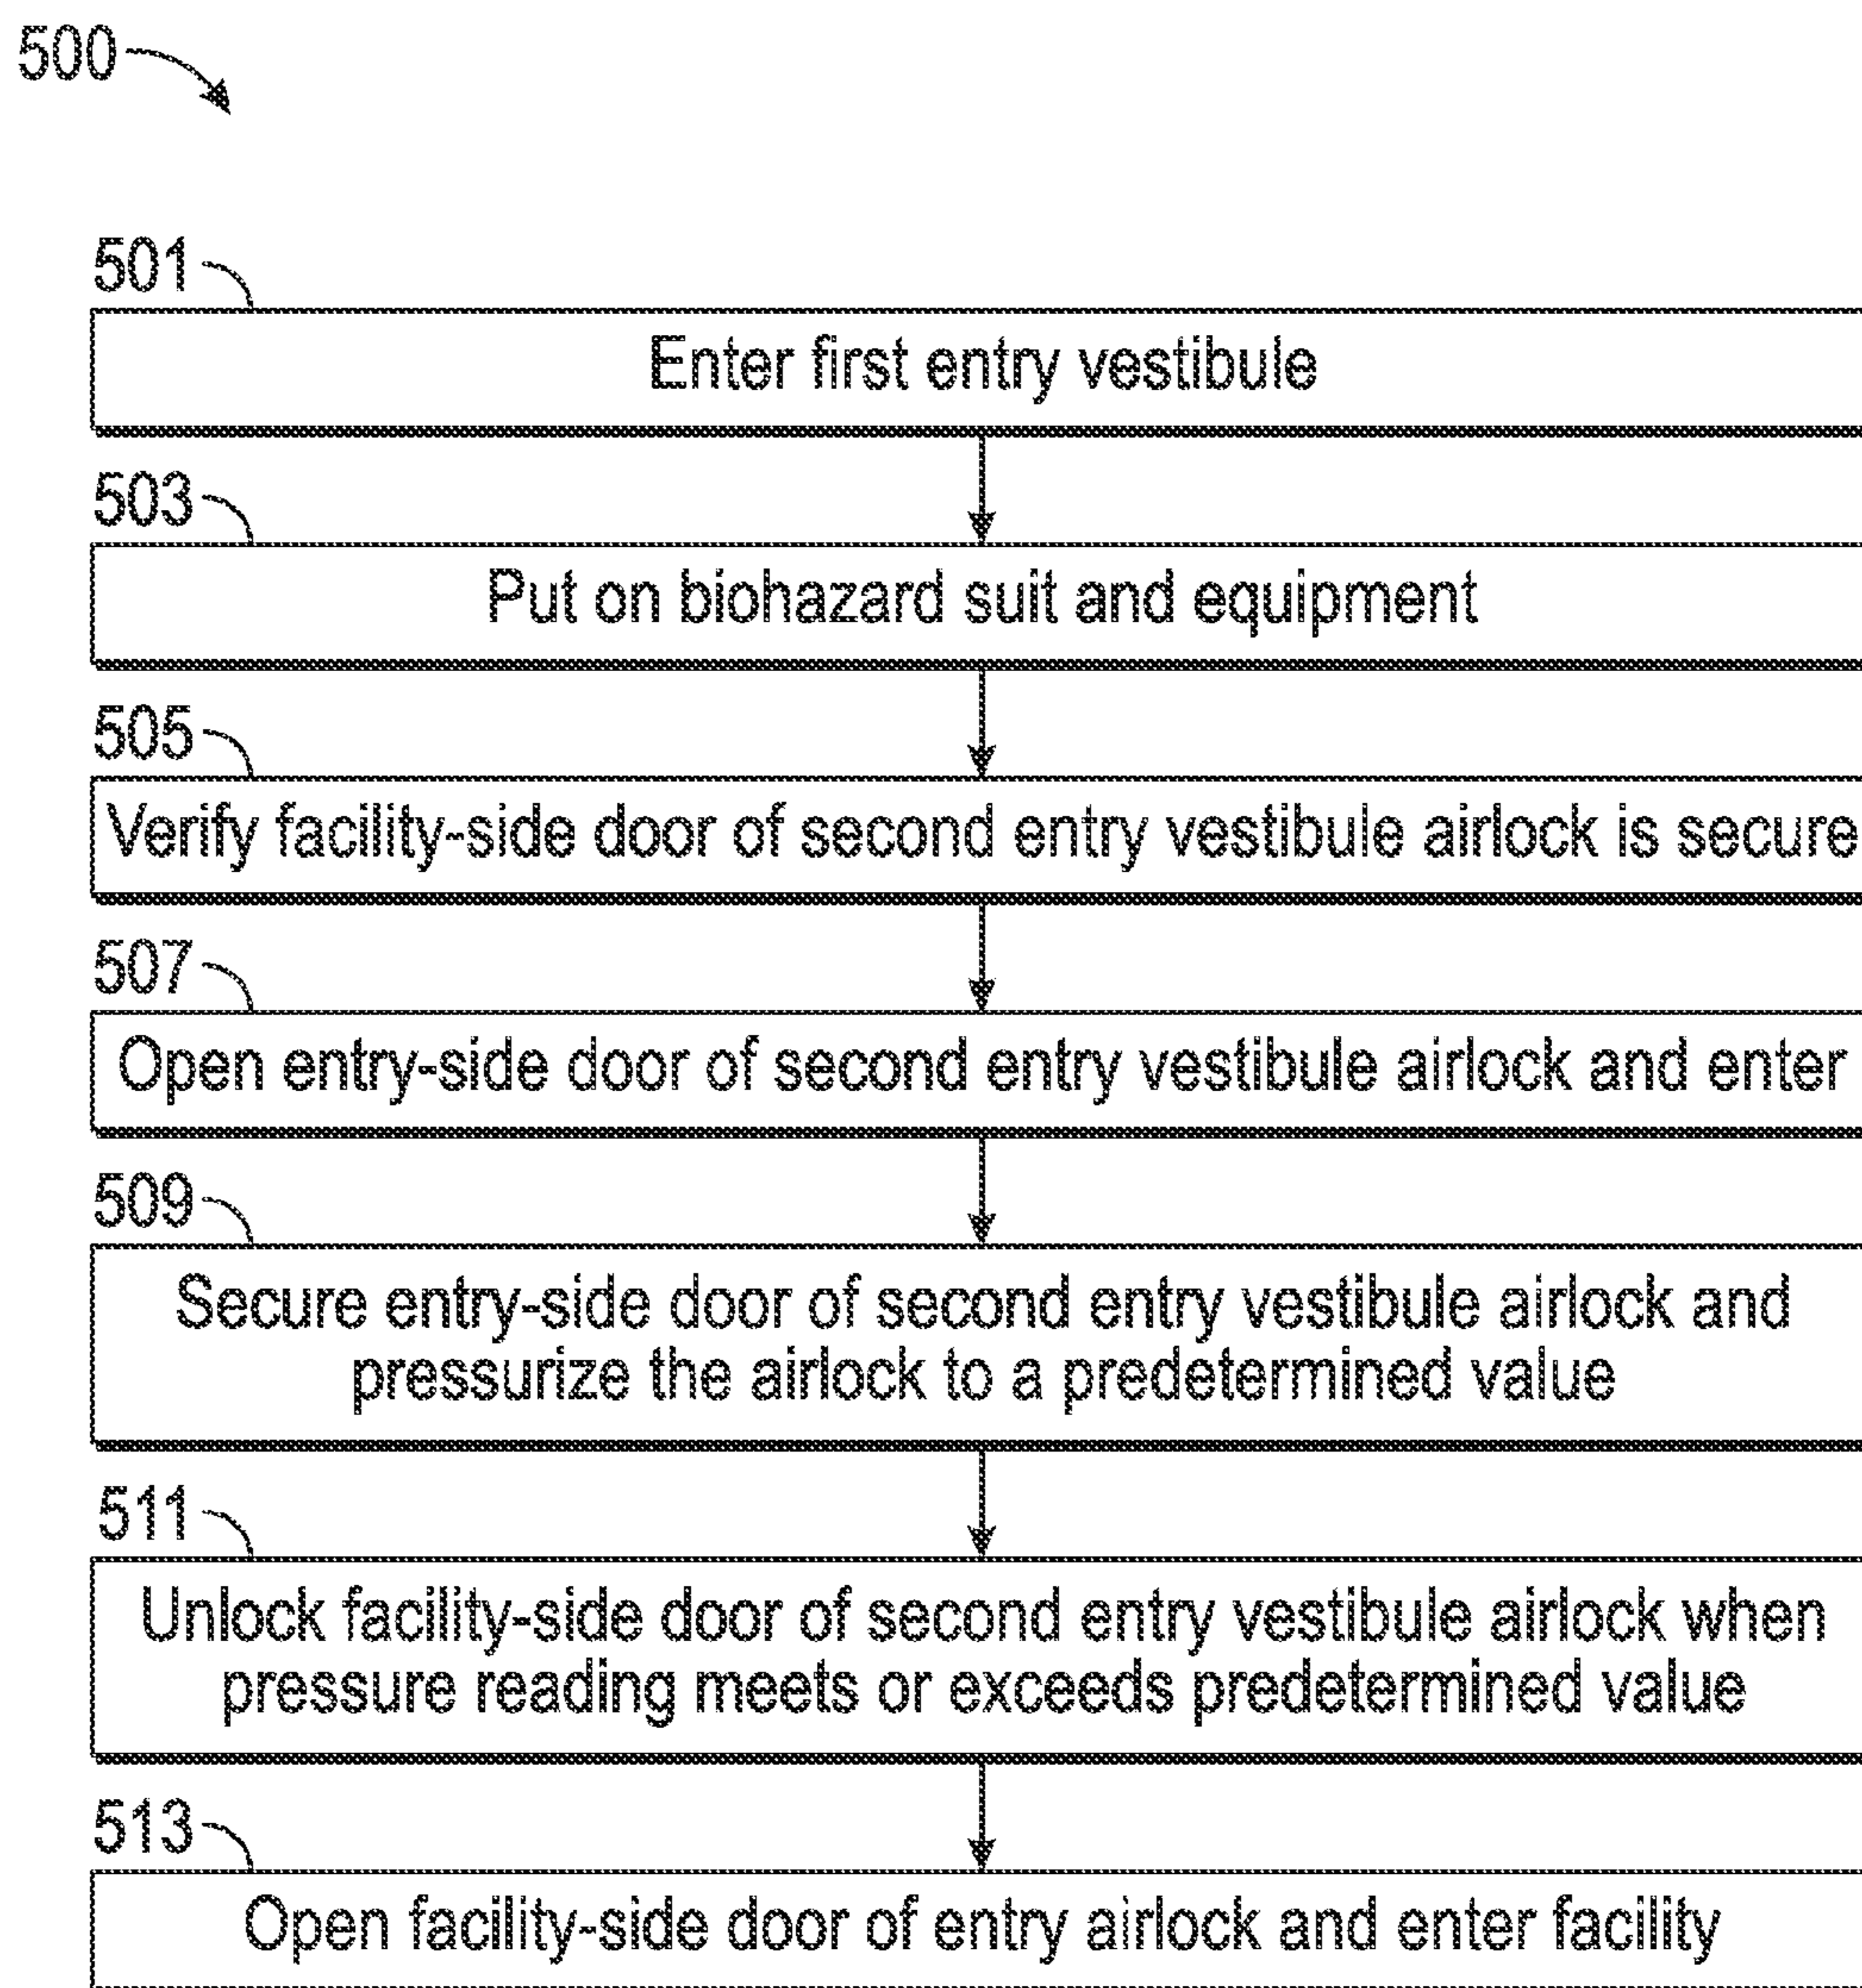 500
501
Enter first entry vestibule
503
Put on biohazard suit and equipment
505
Verify facility-side door of second entry vestibule airlock is secure
507
Open entry-side door of second entry vestibule airlock and enter
509
Secure entry-side door of second entry vestibule airlock and
pressurize the airlock to a predetermined value
511
Unlock facility-side door of second entry vestibule airlock when
pressure reading meets or exceeds predetermined value
513
Open facility-side door of entry airlock and enter facility